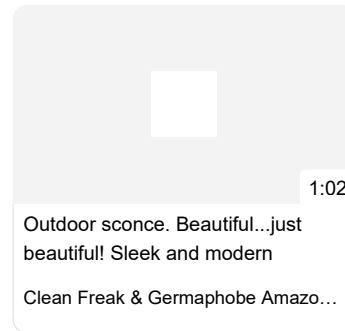 1:02
Outdoor sconce. Beautiful...just
beautiful! Sleek and modern
Clean Freak & Germaphobe Amazo…